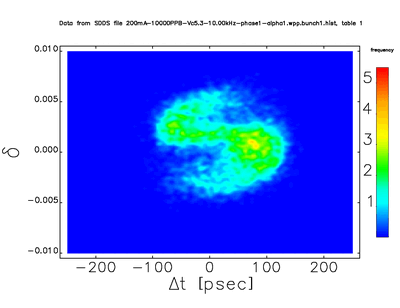 Data from SDDS file 200mA-10000PPB-Vc5.3-10.00kHz-phase1-alpha1.wpp.bunch1.hist, table 1
frequency
0.010
0.005
0.000
-0.005
-0.010
δ
5
4
3
2
1
-200 -100 0 100 200
Δt [psec]